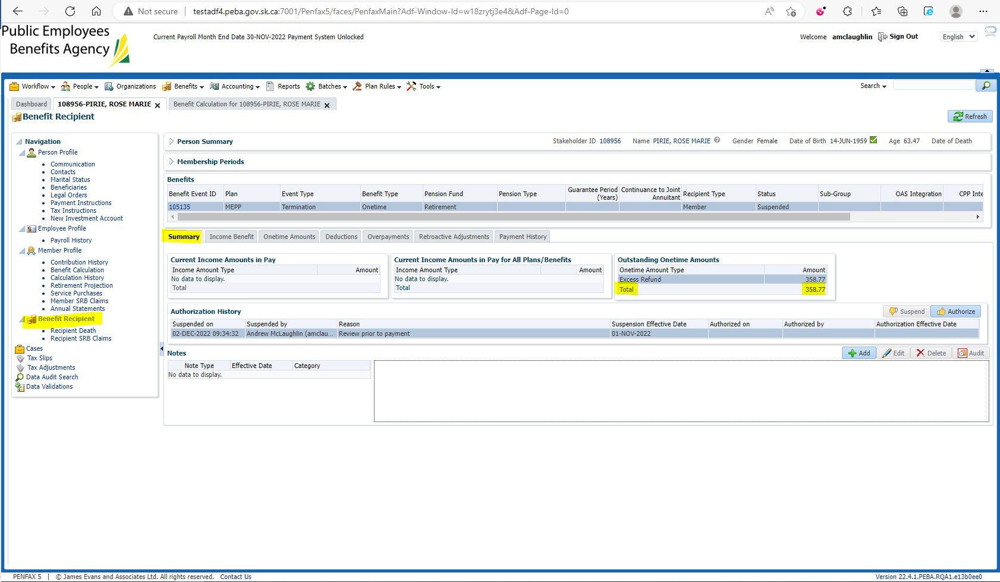 Not secure | testadf4.peba.gov.sk.ca:7001/Penfax5/faces/PenfaxMain?Adf-Window-Id=w18zrytj3e4&Adf-Page-Id=0
Public Employees
Benefits Agency
Current Payroll Month End Date 30-NOV-2022 Payment System Unlocked
Welcome amclaughlin Sign Out English
Workflow People Organizations Benefits Accounting Reports Batches Plan Rules Tools Search
Dashboard 108956-PIRIE, ROSE MARIE Benefit Calculation for 108956-PIRIE, ROSE MARIE
Benefit Recipient Refresh
Navigation
Person Profile
Communication
Contacts
Marital Status
Beneficiaries
Legal Orders
Payment Instructions
Tax Instructions
New Investment Account
Employee Profile
Payroll History
Member Profile
Contribution History
Benefit Calculation
Calculation History
Retirement Projection
Service Purchases
Member SRB Claims
Annual Statements
Benefit Recipient
Recipient Death
Recipient SRB Claims
Cases
Tax Slips
Tax Adjustments
Data Audit Search
Data Validations
Person Summary Stakeholder ID 108956 Name PIRIE, ROSE MARIE Gender Female Date of Birth 14-JUN-1959 Age 63.47 Date of Death
Membership Periods
Benefits
Benefit Event ID Plan Event Type Benefit Type Pension Fund Pension Type Guarantee Period (Years) Continuance to Joint Annuitant Recipient Type Status Sub-Group OAS Integration CPP Inte
105135 MEPP Termination Onetime Retirement Member Suspended
Summary Income Benefit Onetime Amounts Deductions Overpayments Retroactive Adjustments Payment History
Current Income Amounts in Pay
Income Amount Type Amount
No data to display.
Total
Current Income Amounts in Pay for All Plans/Benefits
Income Amount Type Amount
No data to display.
Total
Outstanding Onetime Amounts
Onetime Amount Type Amount
Excess Refund 358.77
Total 358.77
Authorization History Suspend Authorize
Suspended on Suspended by Reason Suspension Effective Date Authorized on Authorized by Authorization Effective Date
02-DEC-2022 09:34:32 Andrew McLaughlin (amclau... Review prior to payment 01-NOV-2022
Notes Add Edit Delete Audit
Note Type Effective Date Category
No data to display.
PENFAX 5 | © James Evans and Associates Ltd. All rights reserved. Contact Us Version 22.4.1.PEBA.RQA1.e13b0ee0